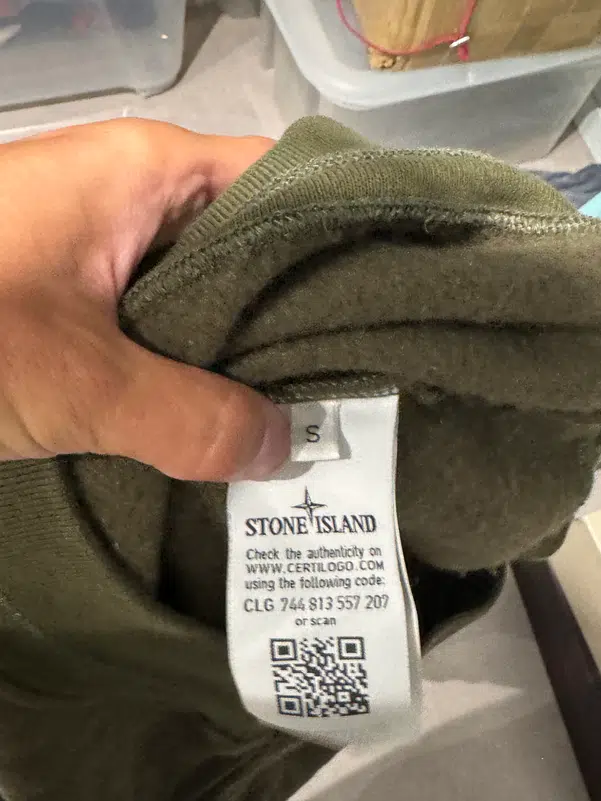 S
STONE ISLAND
Check the authenticity on
WWW.CERTILOGO.COM
using the following code:
CLG 744 813 557 207
or scan